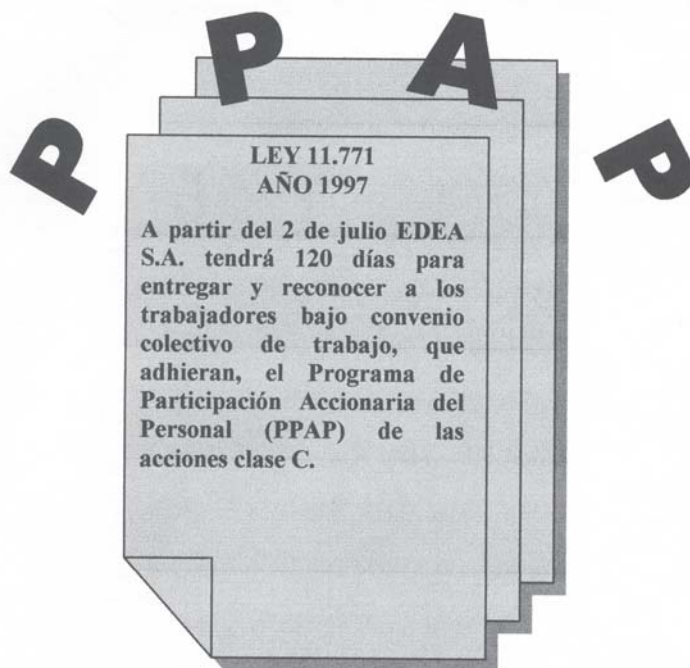 P P A P
LEY 11.771
AÑO 1997
A partir del 2 de julio EDEA
S.A. tendrá 120 días para
entregar y reconocer a los
trabajadores bajo convenio
colectivo de trabajo, que
adhieran, el Programa de
Participación Accionaria del
Personal (PPAP) de las
acciones clase C.